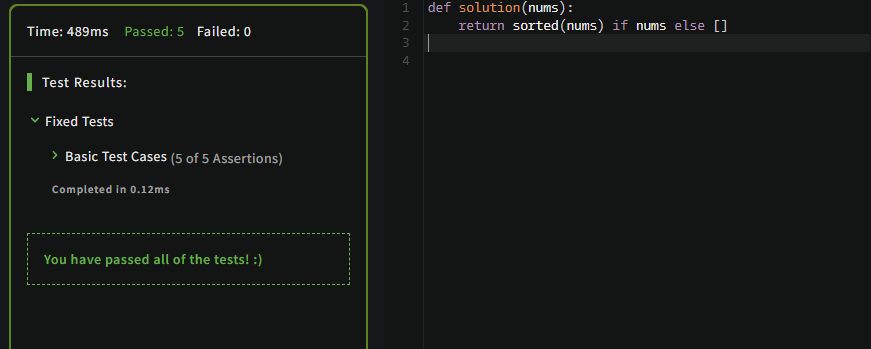 Time: 489ms Passed: 5 Failed: 0
Test Results:
Fixed Tests
Basic Test Cases (5 of 5 Assertions)
Completed in 0.12ms
You have passed all of the tests! :)
1 def solution(nums):
2     return sorted(nums) if nums else []
3
4